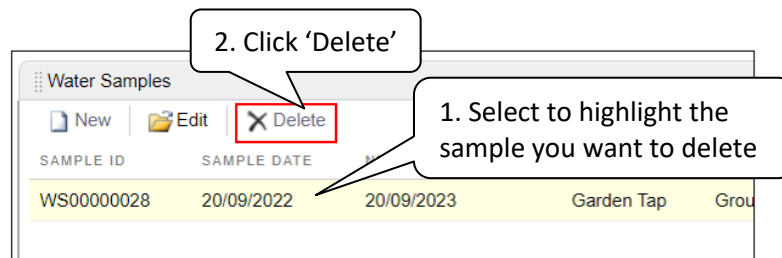 2. Click ‘Delete’
Water Samples
New Edit Delete
1. Select to highlight the
sample you want to delete
SAMPLE ID SAMPLE DATE
WS00000028 20/09/2022 20/09/2023 Garden Tap Grou